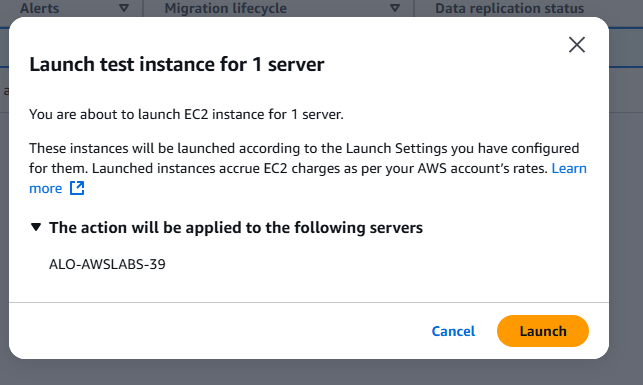 Alerts Migration lifecycle Data replication status
Launch test instance for 1 server
You are about to launch EC2 instance for 1 server.
These instances will be launched according to the Launch Settings you have configured
for them. Launched instances accrue EC2 charges as per your AWS account's rates. Learn
more
The action will be applied to the following servers
ALO-AWSLABS-39
Cancel Launch